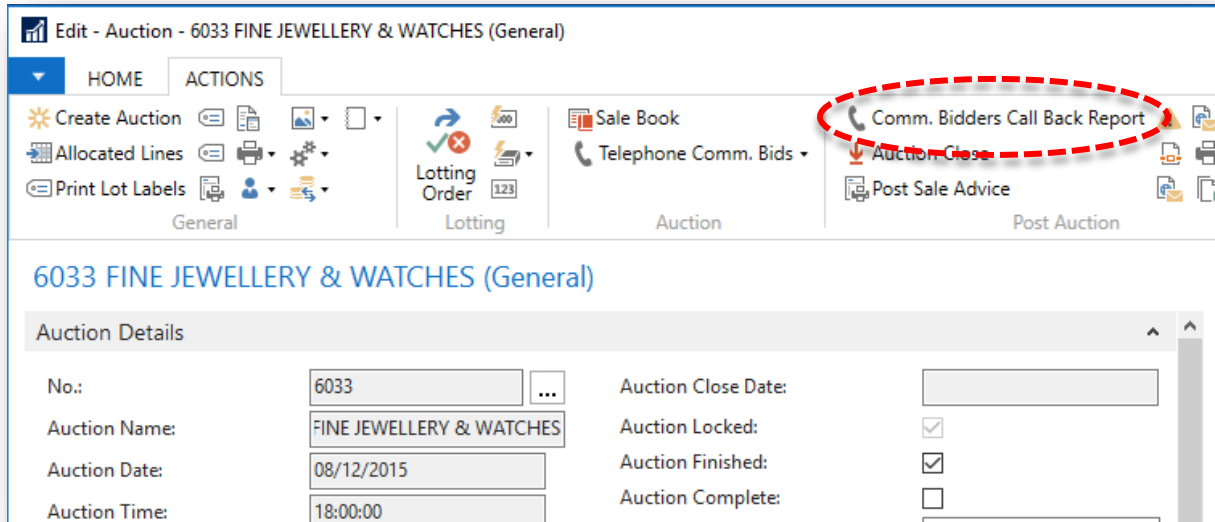 Edit - Auction - 6033 FINE JEWELLERY & WATCHES (General)
HOME ACTIONS
Create Auction
Allocated Lines
Print Lot Labels
General
Lotting
Order
123
Lotting
Sale Book
Telephone Comm. Bids
Auction
Comm. Bidders Call Back Report
Auction Close
Post Sale Advice
Post Auction
6033 FINE JEWELLERY & WATCHES (General)
Auction Details
No.: 6033 ... Auction Close Date:
Auction Name: FINE JEWELLERY & WATCHES Auction Locked:
Auction Date: 08/12/2015 Auction Finished:
Auction Time: 18:00:00 Auction Complete: